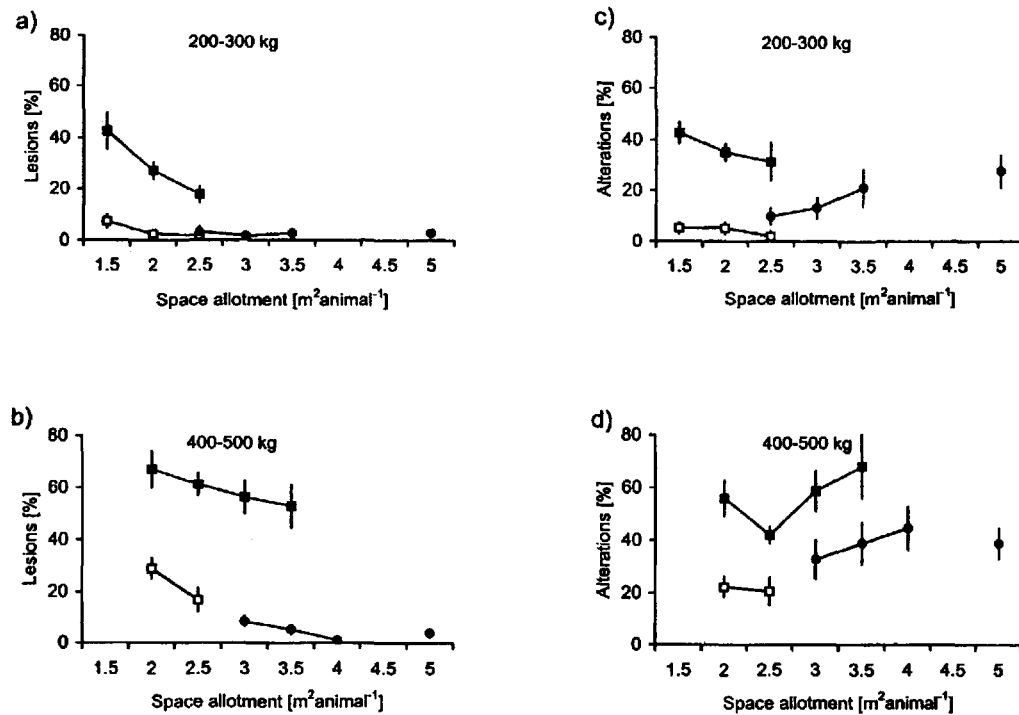 a)
200-300 kg
Lesions [%]
80
60
40
20
0
1.5 2 2.5 3 3.5 4 4.5 5
Space allotment [m²animal⁻¹]
c)
200-300 kg
Alterations [%]
80
60
40
20
0
1.5 2 2.5 3 3.5 4 4.5 5
Space allotment [m²animal⁻¹]
b)
400-500 kg
Lesions [%]
80
60
40
20
0
1.5 2 2.5 3 3.5 4 4.5 5
Space allotment [m²animal⁻¹]
d)
400-500 kg
Alterations [%]
80
60
40
20
0
1.5 2 2.5 3 3.5 4 4.5 5
Space allotment [m²animal⁻¹]